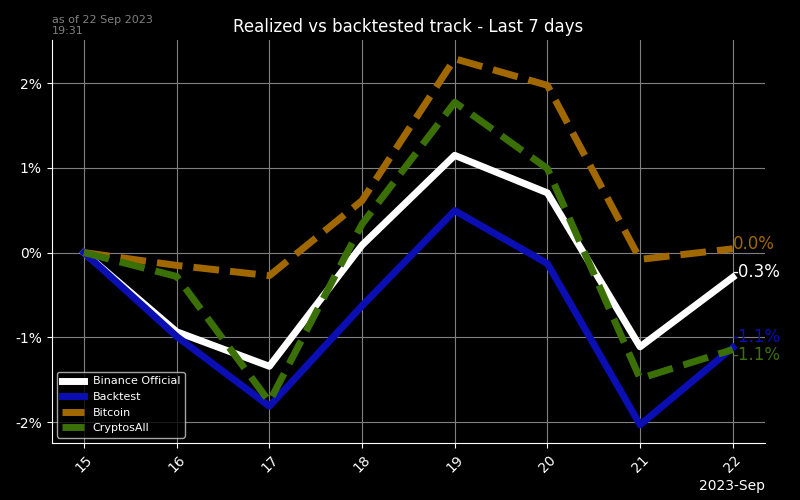 as of 22 Sep 2023
19:31
Realized vs backtested track - Last 7 days
2%
1%
0%
-1%
-2%
0.0%
-0.3%
-1.1%
-1.1%
Binance Official
Backtest
Bitcoin
CryptosAll
15
16
17
18
19
20
21
22
2023-Sep